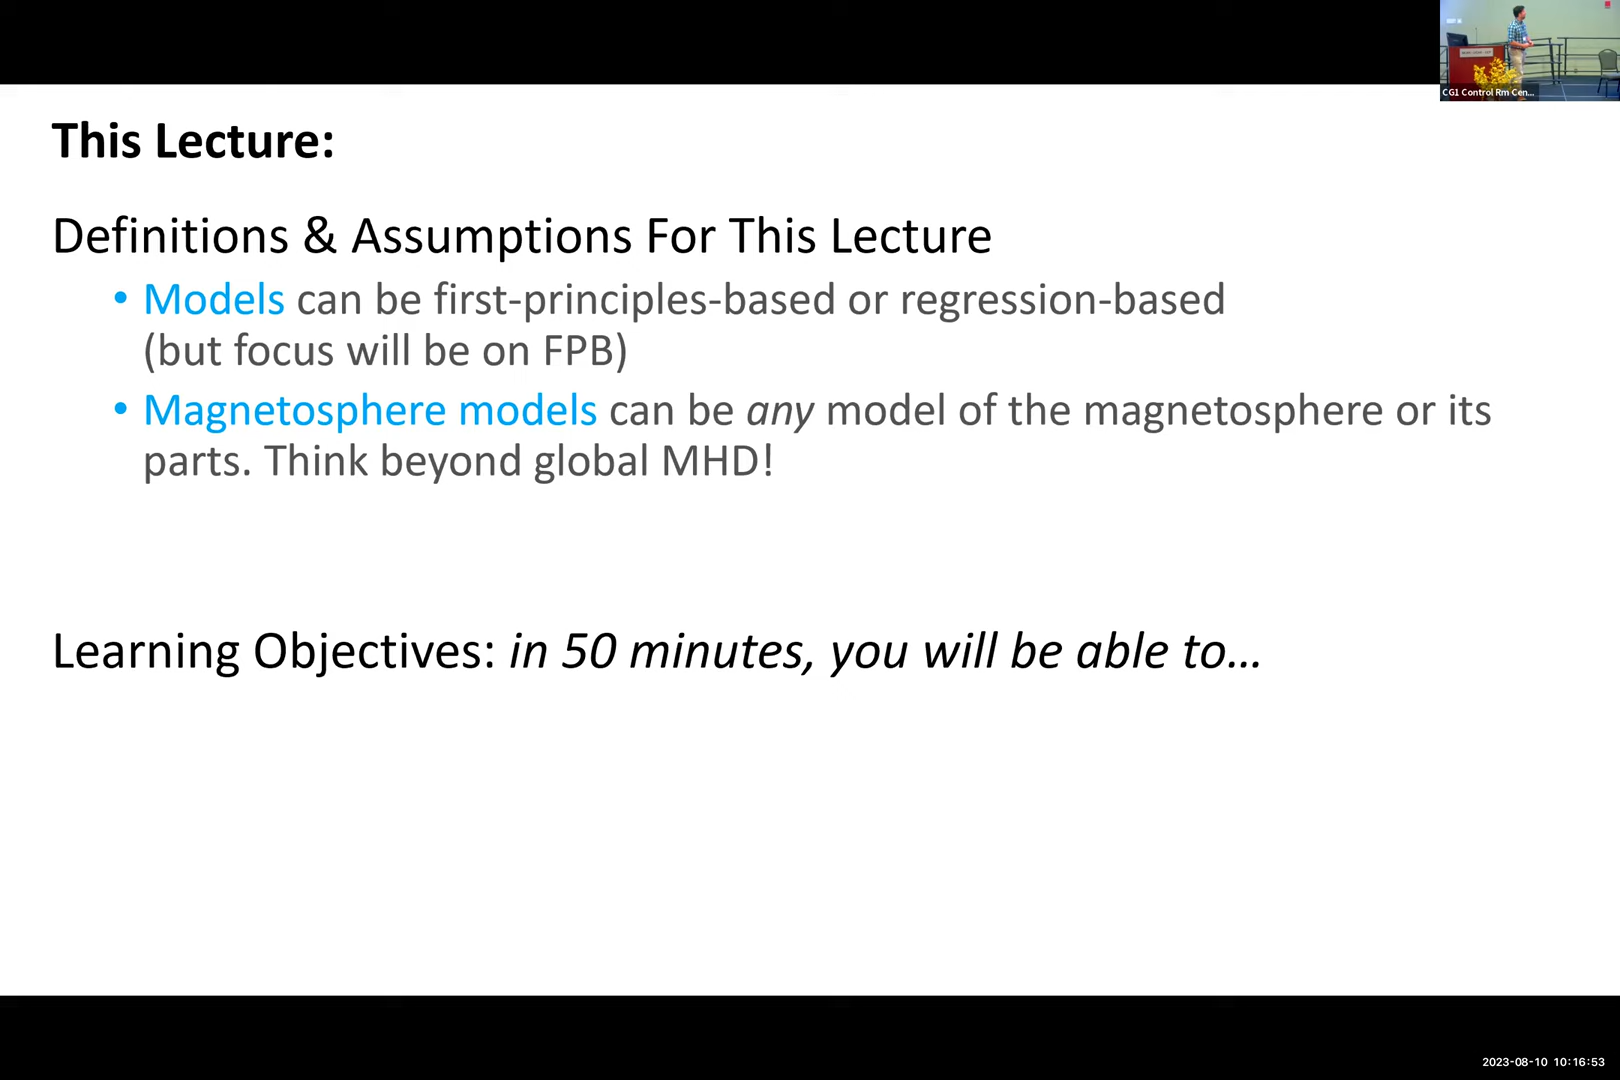 CG1 Control Rm Cen...
This Lecture:
Definitions & Assumptions For This Lecture
• Models can be first-principles-based or regression-based
(but focus will be on FPB)
• Magnetosphere models can be any model of the magnetosphere or its
parts. Think beyond global MHD!
Learning Objectives: in 50 minutes, you will be able to...
2023-08-10 10:16:53